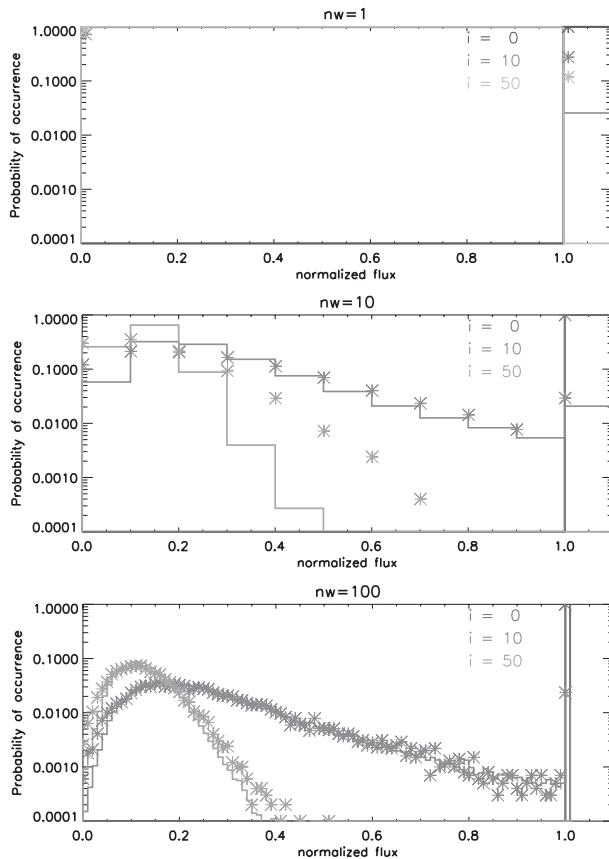 nw=1
1.0000
0.1000
0.0100
0.0010
0.0001
Probability of occurrence
i = 0
i = 10
i = 50
0.0 0.2 0.4 0.6 0.8 1.0
normalized flux
nw=10
1.0000
0.1000
0.0100
0.0010
0.0001
Probability of occurrence
i = 0
i = 10
i = 50
0.0 0.2 0.4 0.6 0.8 1.0
normalized flux
nw=100
1.0000
0.1000
0.0100
0.0010
0.0001
Probability of occurrence
i = 0
i = 10
i = 50
0.0 0.2 0.4 0.6 0.8 1.0
normalized flux